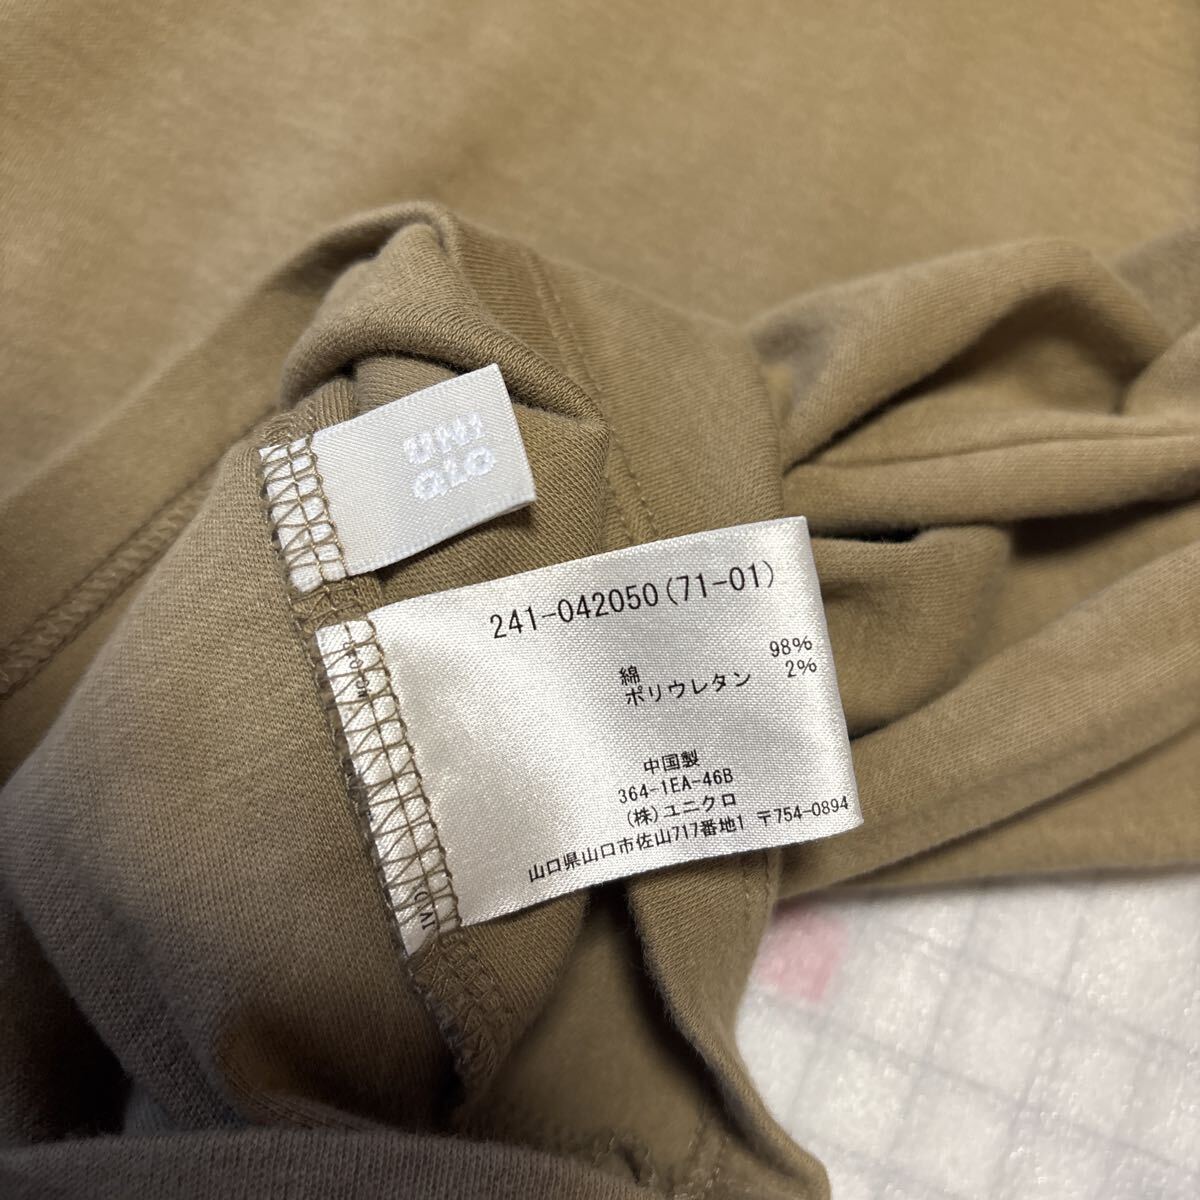 UNI
QLO
241-042050(71-01)
綿 98%
ポリウレタン 2%
中国製
364-1EA-46B
(株)ユニクロ
山口県山口市佐山717番地1 〒754-0894